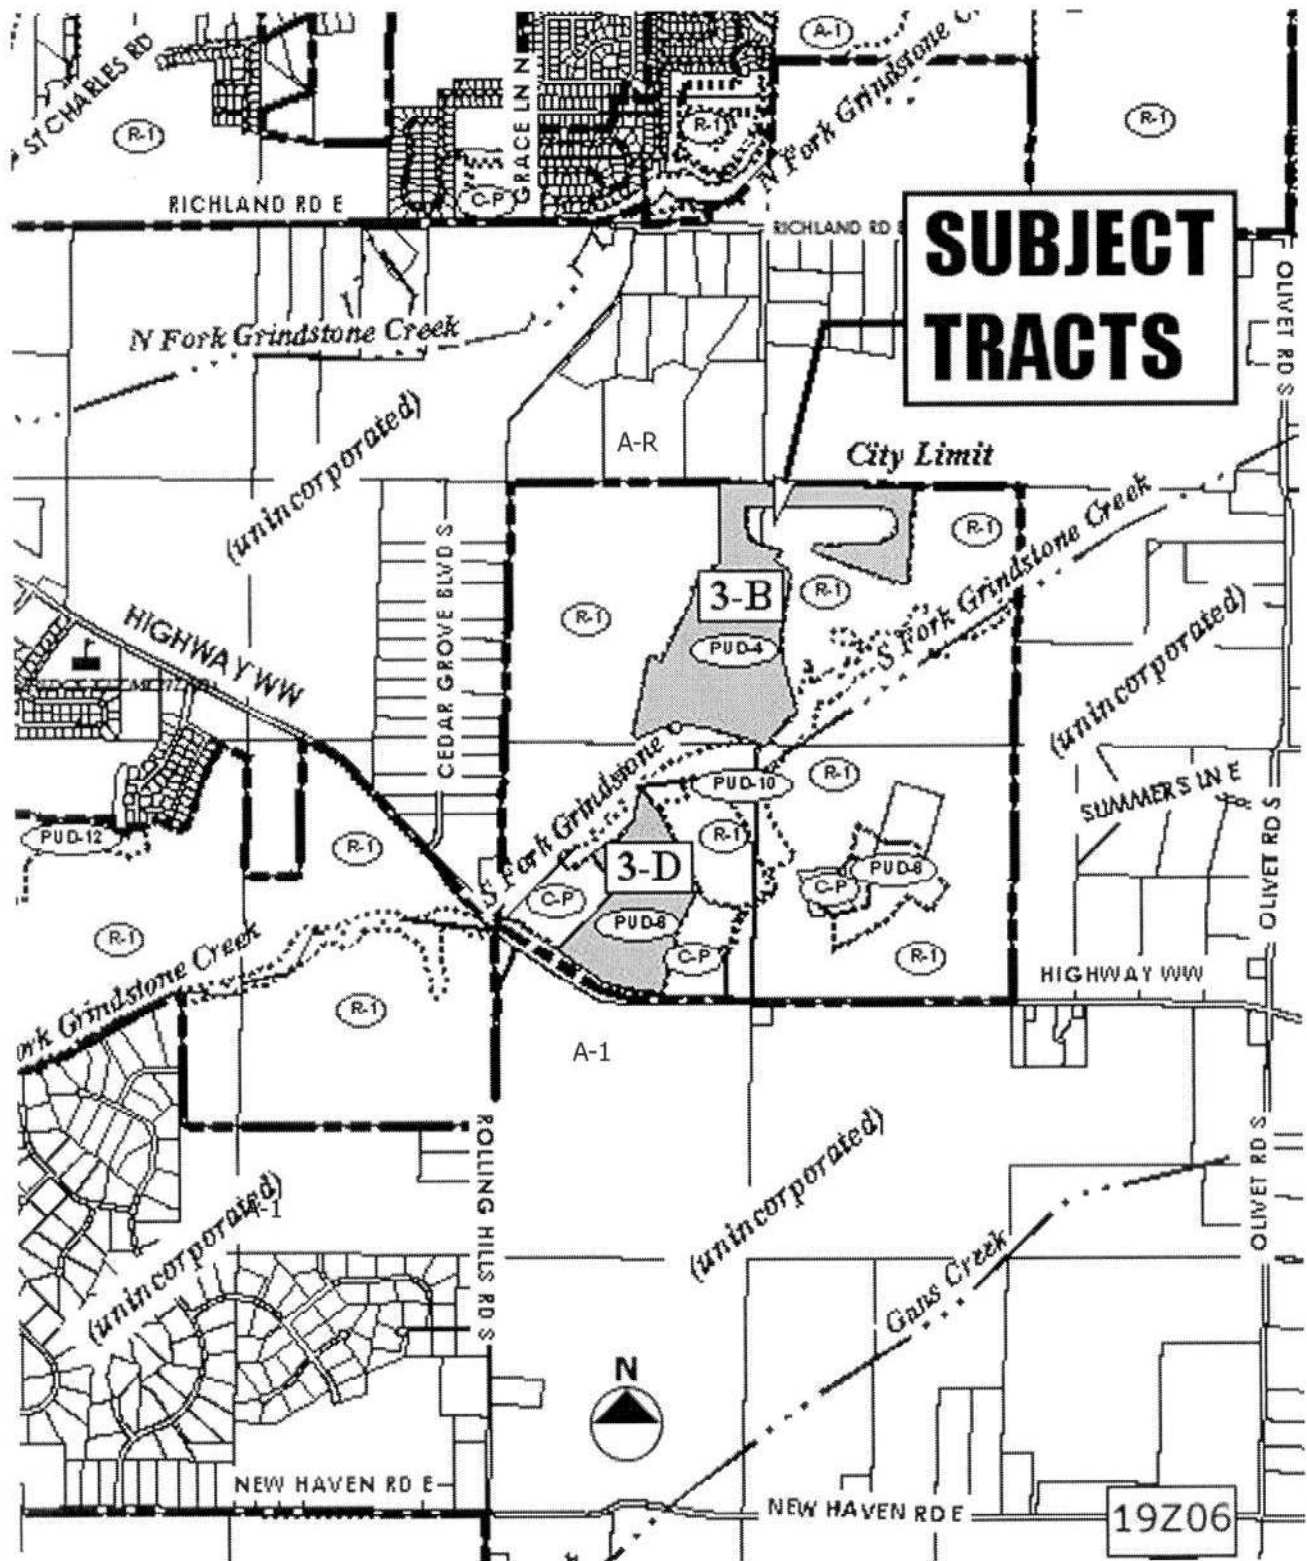 A-1
N Fork Grindstone C
ST CHARLES RD
R-1
GRACE LN N
R-1
R-1
C-P
RICHLAND RD E
RICHLAND RD E
SUBJECT
TRACTS
OLIVET RD S
N Fork Grindstone Creek
(unincorporated)
A-R
City Limit
R-1
S Fork Grindstone Creek
CEDAR GROVE BLVD S
3-B
R-1
R-1
PUD-4
HIGHWAY WW
(unincorporated)
S Fork Grindstone
PUD-10
R-1
SUMMERS LN E
OLIVET RD S
PUD-12
R-1
R-1
3-D
PUD-8
C-P
C-P
PUD-6
R-1
C-P
R-1
HIGHWAY WW
ork Grindstone Creek
R-1
A-1
(unincorporated)
OLIVET RD S
ROLLING HILLS RD S
(unincorporated)
A-1
Gans Creek
N
NEW HAVEN RD E
NEW HAVEN RD E
19Z06